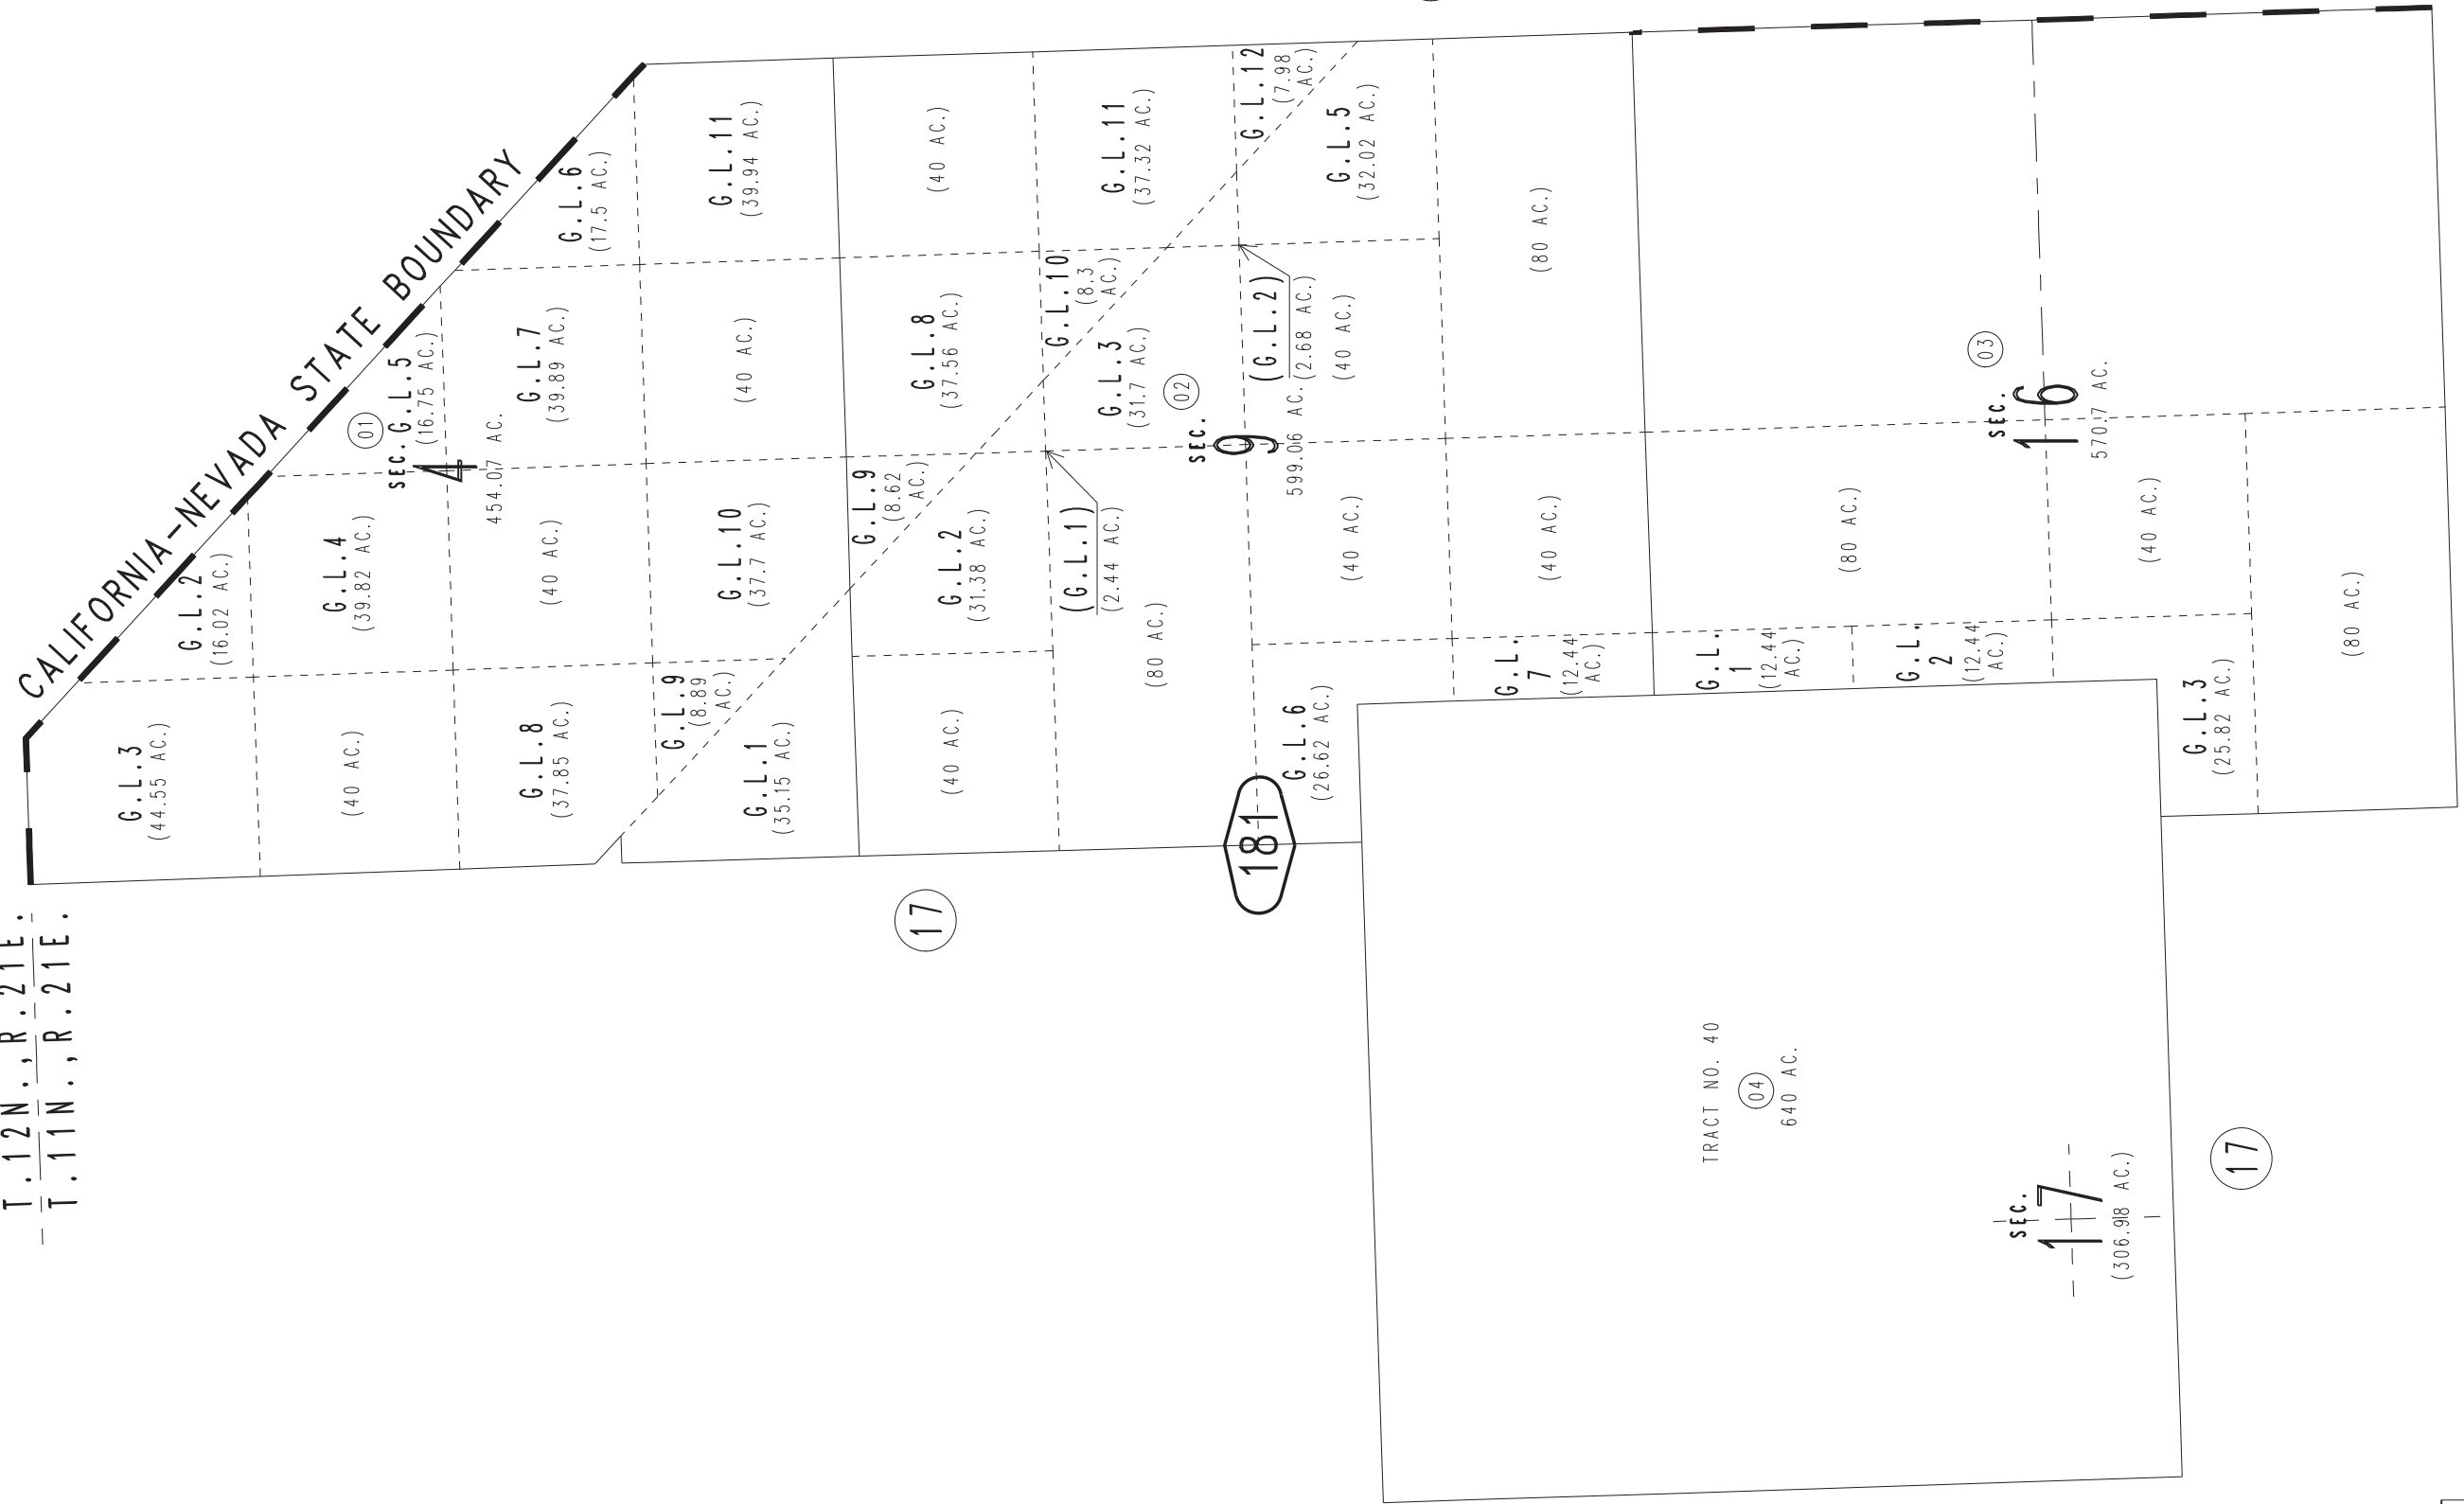 CALIFORNIA-NEVADA STATE BOUNDARY
T.12N.,R.21E.
T.11N.,R.21E.
G.L.3
(44.55 AC.)
G.L.2
(16.02 AC.)
(40 AC.)
G.L.4
(39.82 AC.)
01
SEC.
4
454.07 AC.
G.L.5
(16.75 AC.)
G.L.6
(17.5 AC.)
G.L.8
(37.85 AC.)
(40 AC.)
G.L.7
(39.89 AC.)
G.L.9
(8.89
AC.)
G.L.1
(35.15 AC.)
G.L.10
(37.7 AC.)
(40 AC.)
G.L.11
(39.94 AC.)
G.L.9
(8.62
AC.)
(40 AC.)
G.L.2
(31.38 AC.)
G.L.8
(37.56 AC.)
(40 AC.)
(G.L.1)
(2.44 AC.)
(80 AC.)
G.L.10
(8.3
AC.)
G.L.3
(31.7 AC.)
G.L.11
(37.32 AC.)
02
SEC.
9
599.06 AC.
G.L.12
(7.98
AC.)
(G.L.2)
(2.68 AC.)
(40 AC.)
G.L.5
(32.02 AC.)
G.L.6
(26.62 AC.)
(40 AC.)
181
17
G.L.
7
(12.44
AC.)
(40 AC.)
(80 AC.)
G.L.
1
(12.44
AC.)
(80 AC.)
G.L.
2
(12.44
AC.)
03
SEC.
16
570.7 AC.
(40 AC.)
G.L.3
(25.82 AC.)
(80 AC.)
TRACT NO. 40
04
640 AC.
SEC.
17
(306.98 AC.)
17